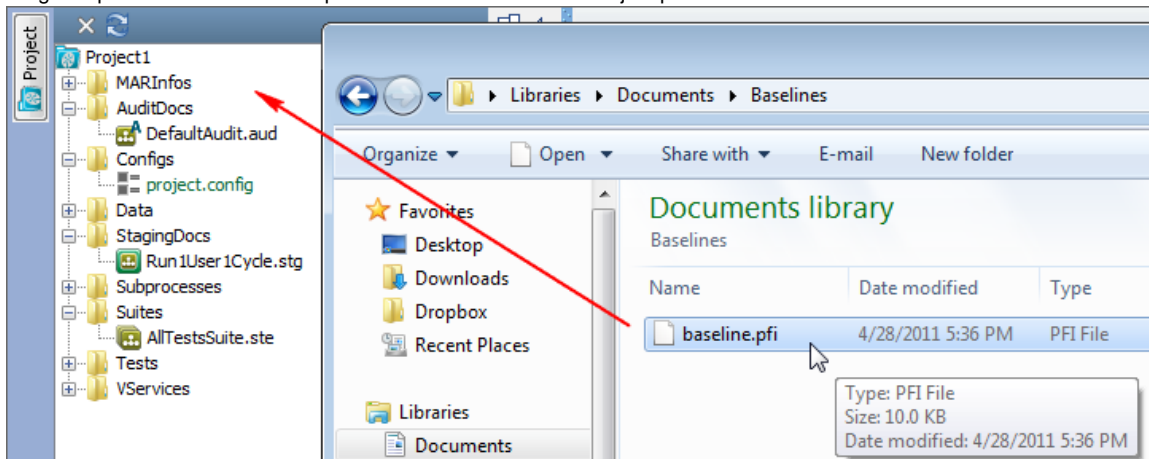 Project
Project1
MARInfos
AuditDocs
DefaultAudit.aud
Configs
project.config
Data
StagingDocs
Run1User1Cycle.stg
Subprocesses
Suites
AllTestsSuite.ste
Tests
VServices
Libraries Documents Baselines
Organize Open Share with E-mail New folder
Favorites
Desktop
Downloads
Dropbox
Recent Places
Libraries
Documents
Documents library
Baselines
Name Date modified Type
baseline.pfi 4/28/2011 5:36 PM PFI File
Type: PFI File
Size: 10.0 KB
Date modified: 4/28/2011 5:36 PM